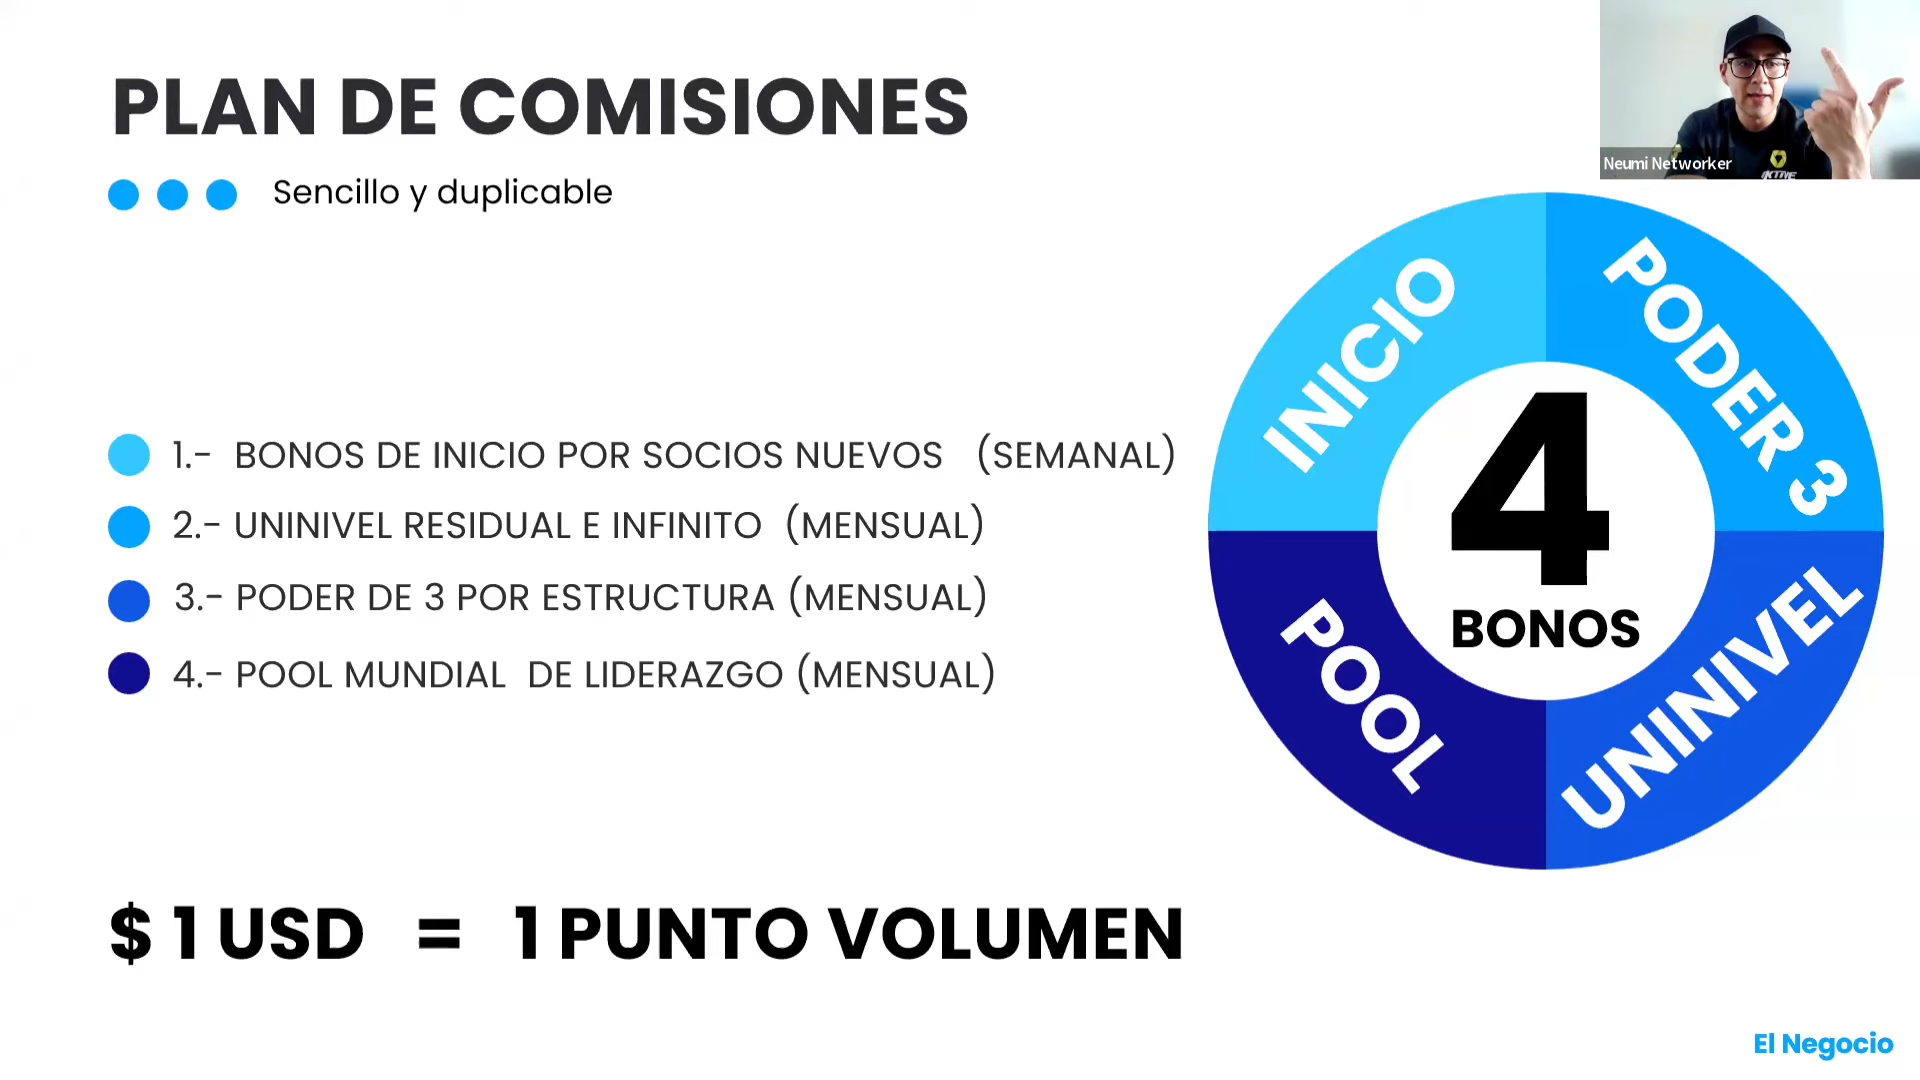 PLAN DE COMISIONES
Sencillo y duplicable
Neumi Networker
1.- BONOS DE INICIO POR SOCIOS NUEVOS (SEMANAL)
2.- UNINIVEL RESIDUAL E INFINITO (MENSUAL)
3.- PODER DE 3 POR ESTRUCTURA (MENSUAL)
4.- POOL MUNDIAL DE LIDERAZGO (MENSUAL)
INICIO
PODER 3
4
BONOS
POOL
UNINIVEL
$ 1 USD = 1 PUNTO VOLUMEN
El Negocio